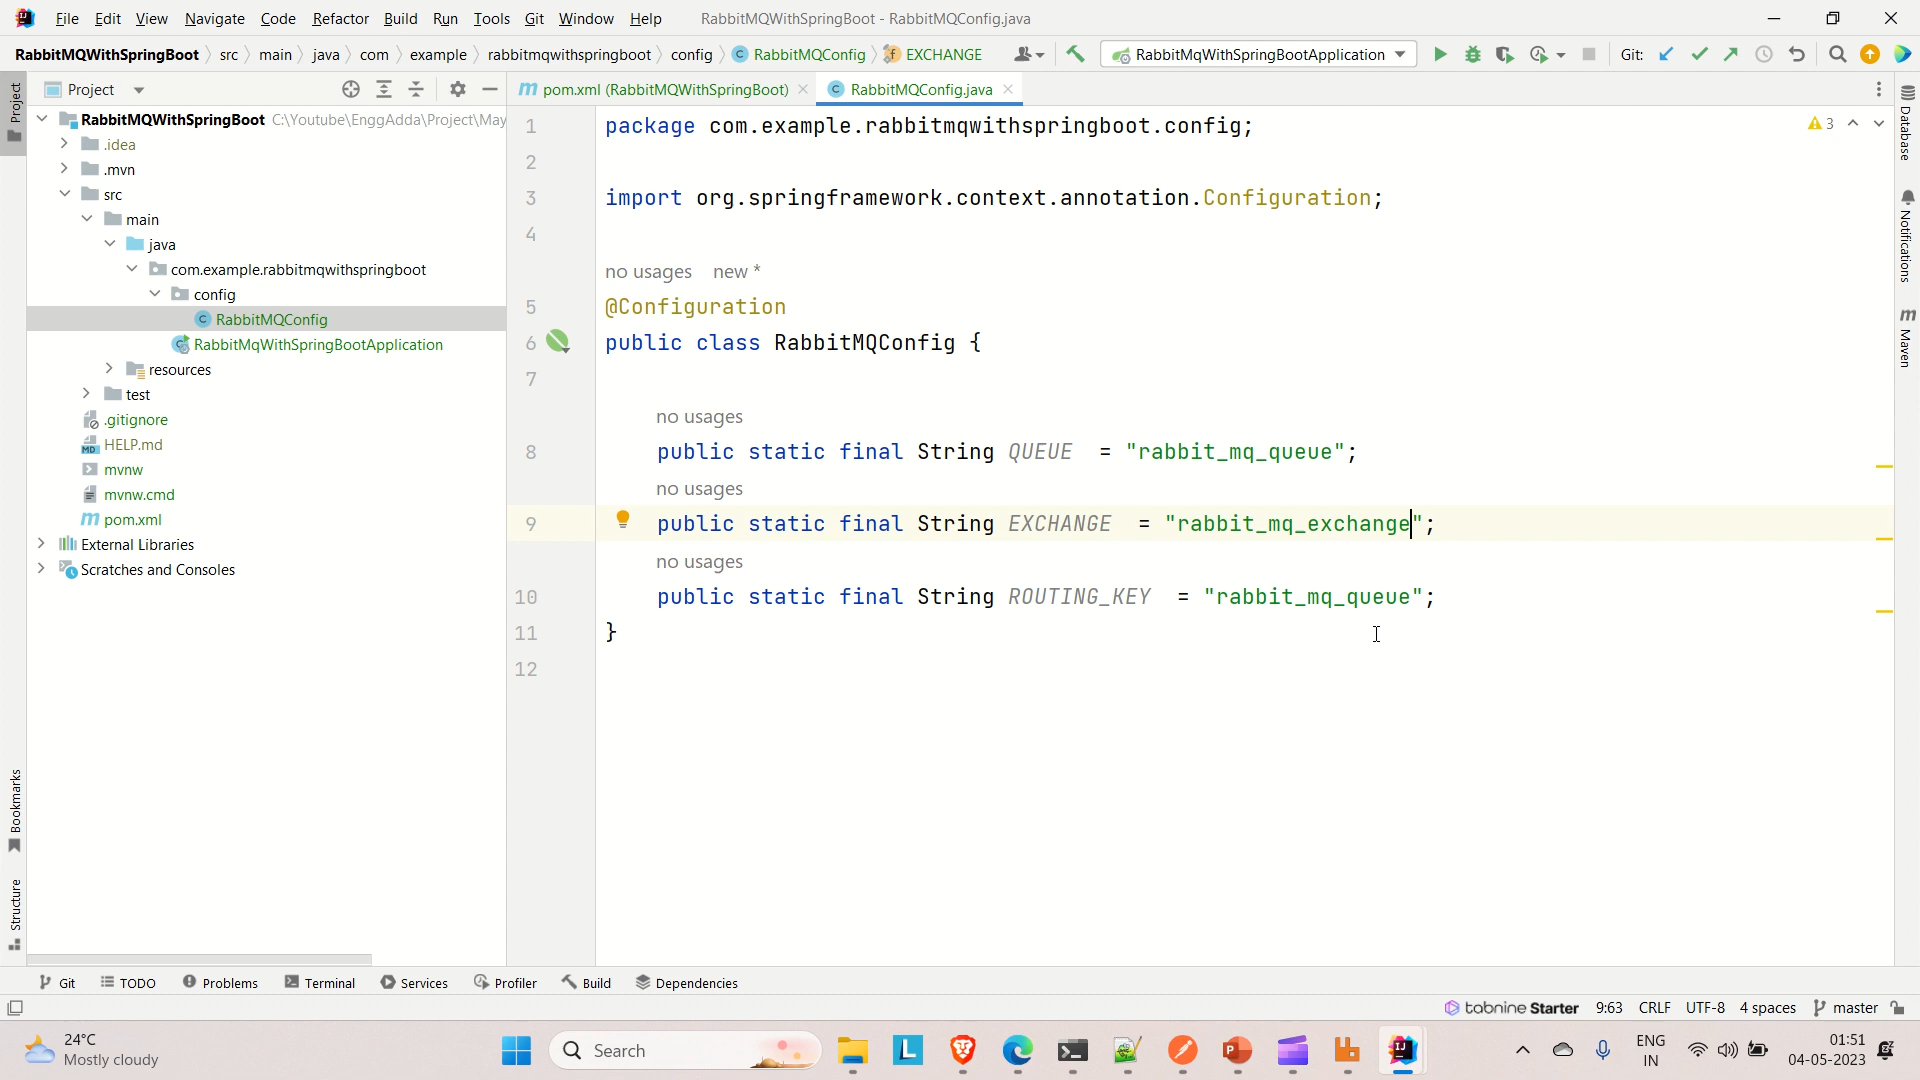 File Edit View Navigate Code Refactor Build Run Tools Git Window Help RabbitMQWithSpringBoot - RabbitMQConfig.java
RabbitMQWithSpringBoot src main java com example rabbitmqwithspringboot config RabbitMQConfig EXCHANGE RabbitMqWithSpringBootApplication Git:
Project
Project
pom.xml (RabbitMQWithSpringBoot)
RabbitMQConfig.java
RabbitMQWithSpringBoot C:\Youtube\EnggAdda\Project\May
.idea
.mvn
src
main
java
com.example.rabbitmqwithspringboot
config
RabbitMQConfig
RabbitMqWithSpringBootApplication
resources
test
.gitignore
HELP.md
mvnw
mvnw.cmd
pom.xml
External Libraries
Scratches and Consoles
Bookmarks
Structure
1 package com.example.rabbitmqwithspringboot.config;
3
2
3 import org.springframework.context.annotation.Configuration;
4
no usages new *
5 @Configuration
6 public class RabbitMQConfig {
7
no usages
8 public static final String QUEUE = "rabbit_mq_queue";
no usages
9 public static final String EXCHANGE = "rabbit_mq_exchange";
no usages
10 public static final String ROUTING_KEY = "rabbit_mq_queue";
11 }
12
Database
Notifications
Maven
Git TODO Problems Terminal Services Profiler Build Dependencies
tabnine Starter 9:63 CRLF UTF-8 4 spaces master
24°C
Mostly cloudy
Search
ENG
IN
01:51
04-05-2023